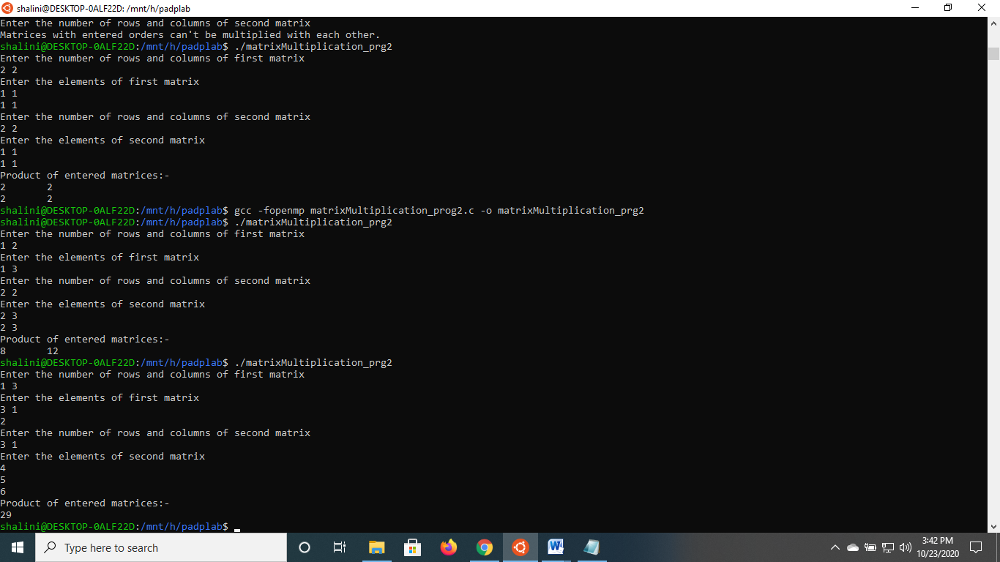 shalini@DESKTOP-0ALF22D: /mnt/h/padplab
Enter the number of rows and columns of second matrix
Matrices with entered orders can't be multiplied with each other.
shalini@DESKTOP-0ALF22D:/mnt/h/padplab$ ./matrixMultiplication_prg2
Enter the number of rows and columns of first matrix
2 2
Enter the elements of first matrix
1 1
1 1
Enter the number of rows and columns of second matrix
2 2
Enter the elements of second matrix
1 1
1 1
Product of entered matrices:-
2       2
2       2
shalini@DESKTOP-0ALF22D:/mnt/h/padplab$ gcc -fopenmp matrixMultiplication_prog2.c -o matrixMultiplication_prg2
shalini@DESKTOP-0ALF22D:/mnt/h/padplab$ ./matrixMultiplication_prg2
Enter the number of rows and columns of first matrix
1 2
Enter the elements of first matrix
1 3
Enter the number of rows and columns of second matrix
2 2
Enter the elements of second matrix
2 3
2 3
Product of entered matrices:-
8       12
shalini@DESKTOP-0ALF22D:/mnt/h/padplab$ ./matrixMultiplication_prg2
Enter the number of rows and columns of first matrix
1 3
Enter the elements of first matrix
3 1
2
Enter the number of rows and columns of second matrix
3 1
Enter the elements of second matrix
4
5
6
Product of entered matrices:-
29
shalini@DESKTOP-0ALF22D:/mnt/h/padplab$
Type here to search
3:42 PM
10/23/2020